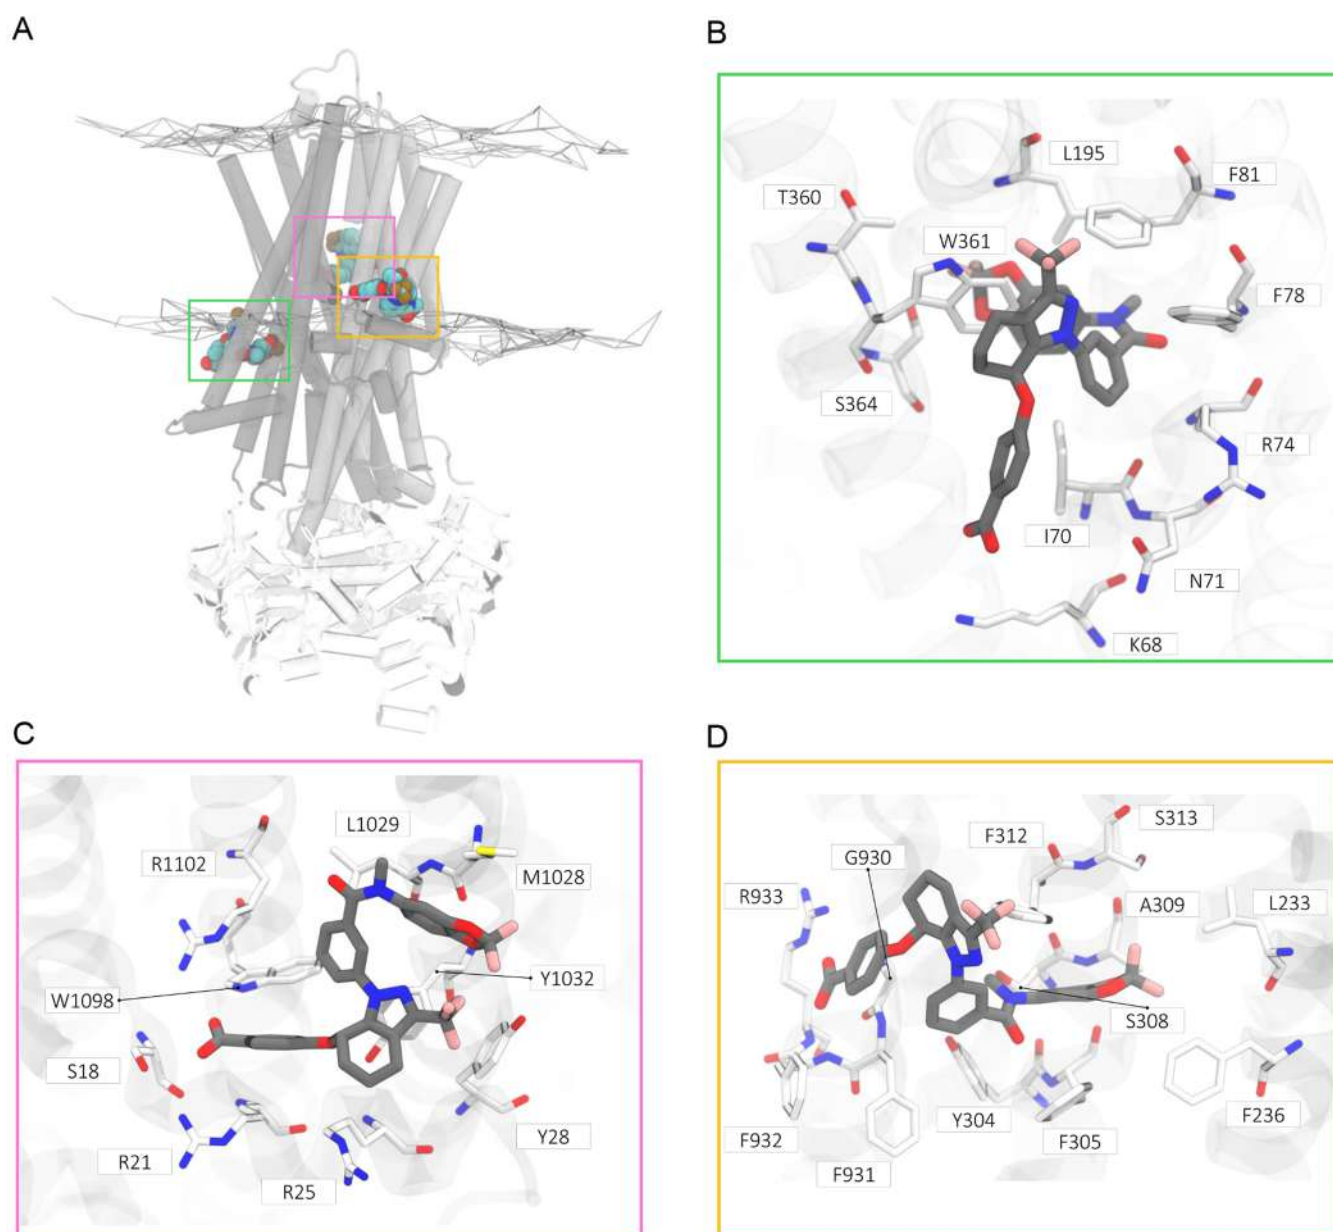 A
B
L195
F81
T360
W361
F78
S364
R74
I70
N71
K68
C
D
L1029
R1102
M1028
W1098
Y1032
S18
Y28
R21
R25
S313
F312
G930
R933
A309
L233
S308
Y304
F236
F932
F305
F931